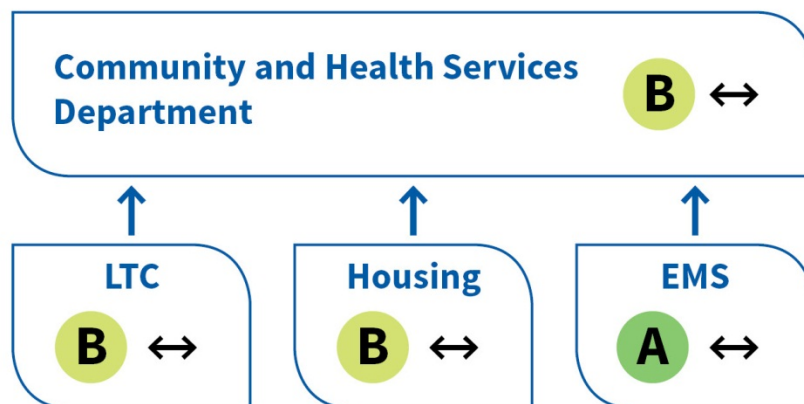 Community and Health Services
Department
B ↔
LTC
B ↔
Housing
B ↔
EMS
A ↔